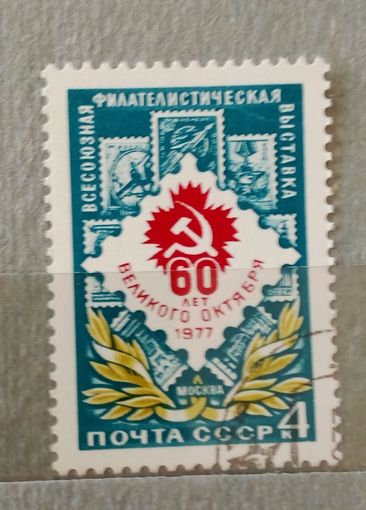 ВСЕСОЮЗНАЯ ФИЛАТЕЛИСТИЧЕСКАЯ ВЫСТАВКА
60
ЛЕТ
ВЕЛИКОГО ОКТЯБРЯ
1977
МОСКВА
ПОЧТА СССР 4
К